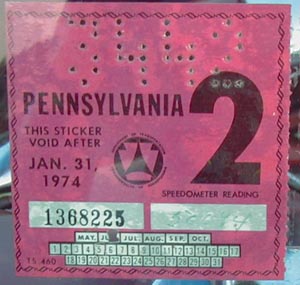 PENNSYLVANIA
2
THIS STICKER
VOID AFTER
JAN. 31,
1974
SPEEDOMETER READING
1368225
MAY. JUL. AUG. SEP. OCT.
1 2 3 4 5 6 7 8 9 10 11 12 13 14 15 16 17
18 19 20 21 22 23 24 25 26 27 28 29 30 31
TS 460